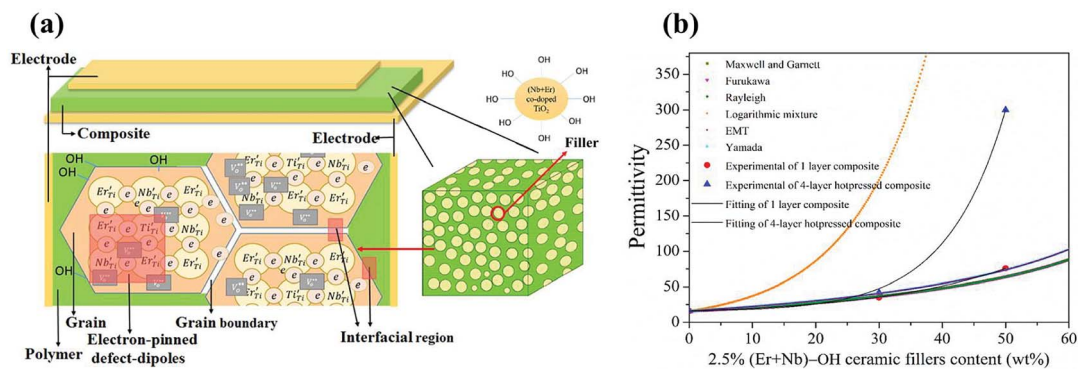 (a)
Electrode
Composite
Electrode
OH
HO
OH
HO
(Nb+Er)
co-doped
TiO₂
OH
HO
OH
OH
Filler
OH
OH
OH
Grain
Grain boundary
Interfacial region
Electron-pinned
defect-dipoles
Polymer
(b)
Permittivity
375
350
300
250
200
150
100
50
0
Maxwell and Garnett
Furukawa
Rayleigh
Logarithmic mixture
EMT
Yamada
Experimental of 1 layer composite
Experimental of 4-layer hotpressed composite
Fitting of 1 layer composite
Fitting of 4-layer hotpressed composite
0 10 20 30 40 50 60
2.5% (Er+Nb)–OH ceramic fillers content (wt%)